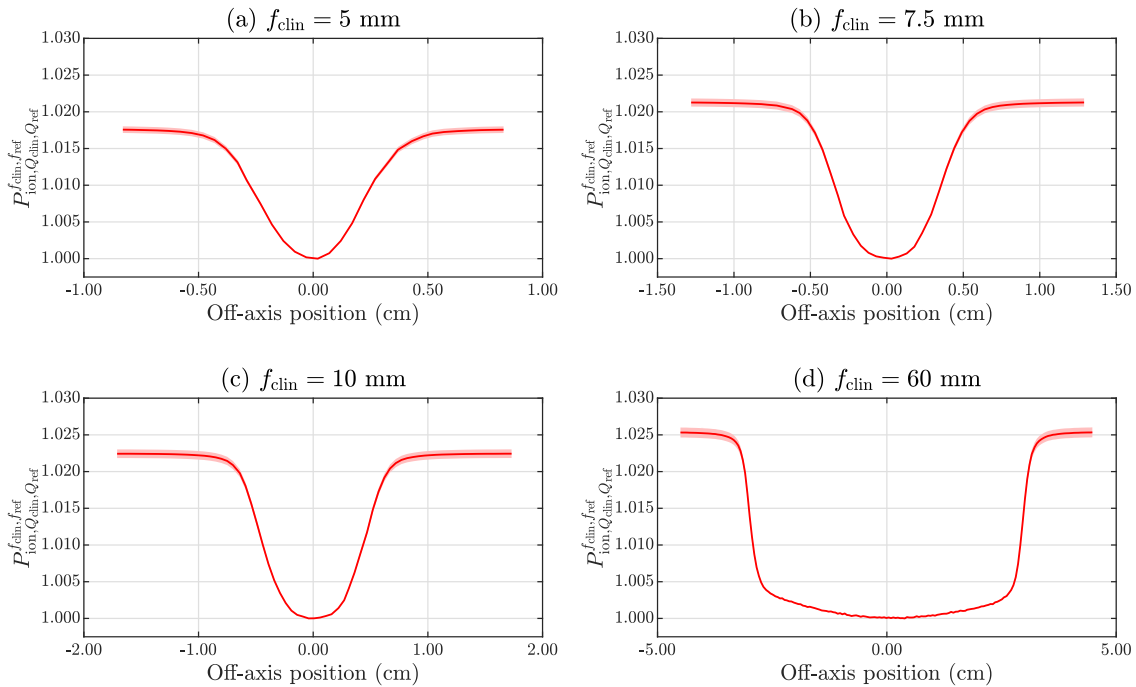 (a) f_clin = 5 mm
1.030
1.025
1.020
1.015
1.010
1.005
1.000
P^{f_clin, f_ref}_{ion, Q_clin, Q_ref}
-1.00 -0.50 0.00 0.50 1.00
Off-axis position (cm)
(b) f_clin = 7.5 mm
1.030
1.025
1.020
1.015
1.010
1.005
1.000
P^{f_clin, f_ref}_{ion, Q_clin, Q_ref}
-1.50 -1.00 -0.50 0.00 0.50 1.00 1.50
Off-axis position (cm)
(c) f_clin = 10 mm
1.030
1.025
1.020
1.015
1.010
1.005
1.000
P^{f_clin, f_ref}_{ion, Q_clin, Q_ref}
-2.00 -1.00 0.00 1.00 2.00
Off-axis position (cm)
(d) f_clin = 60 mm
1.030
1.025
1.020
1.015
1.010
1.005
1.000
P^{f_clin, f_ref}_{ion, Q_clin, Q_ref}
-5.00 0.00 5.00
Off-axis position (cm)